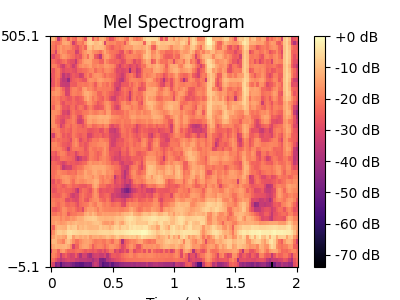 Mel Spectrogram
505.1
-5.1
0
0.5
1
1.5
2
+0 dB
-10 dB
-20 dB
-30 dB
-40 dB
-50 dB
-60 dB
-70 dB